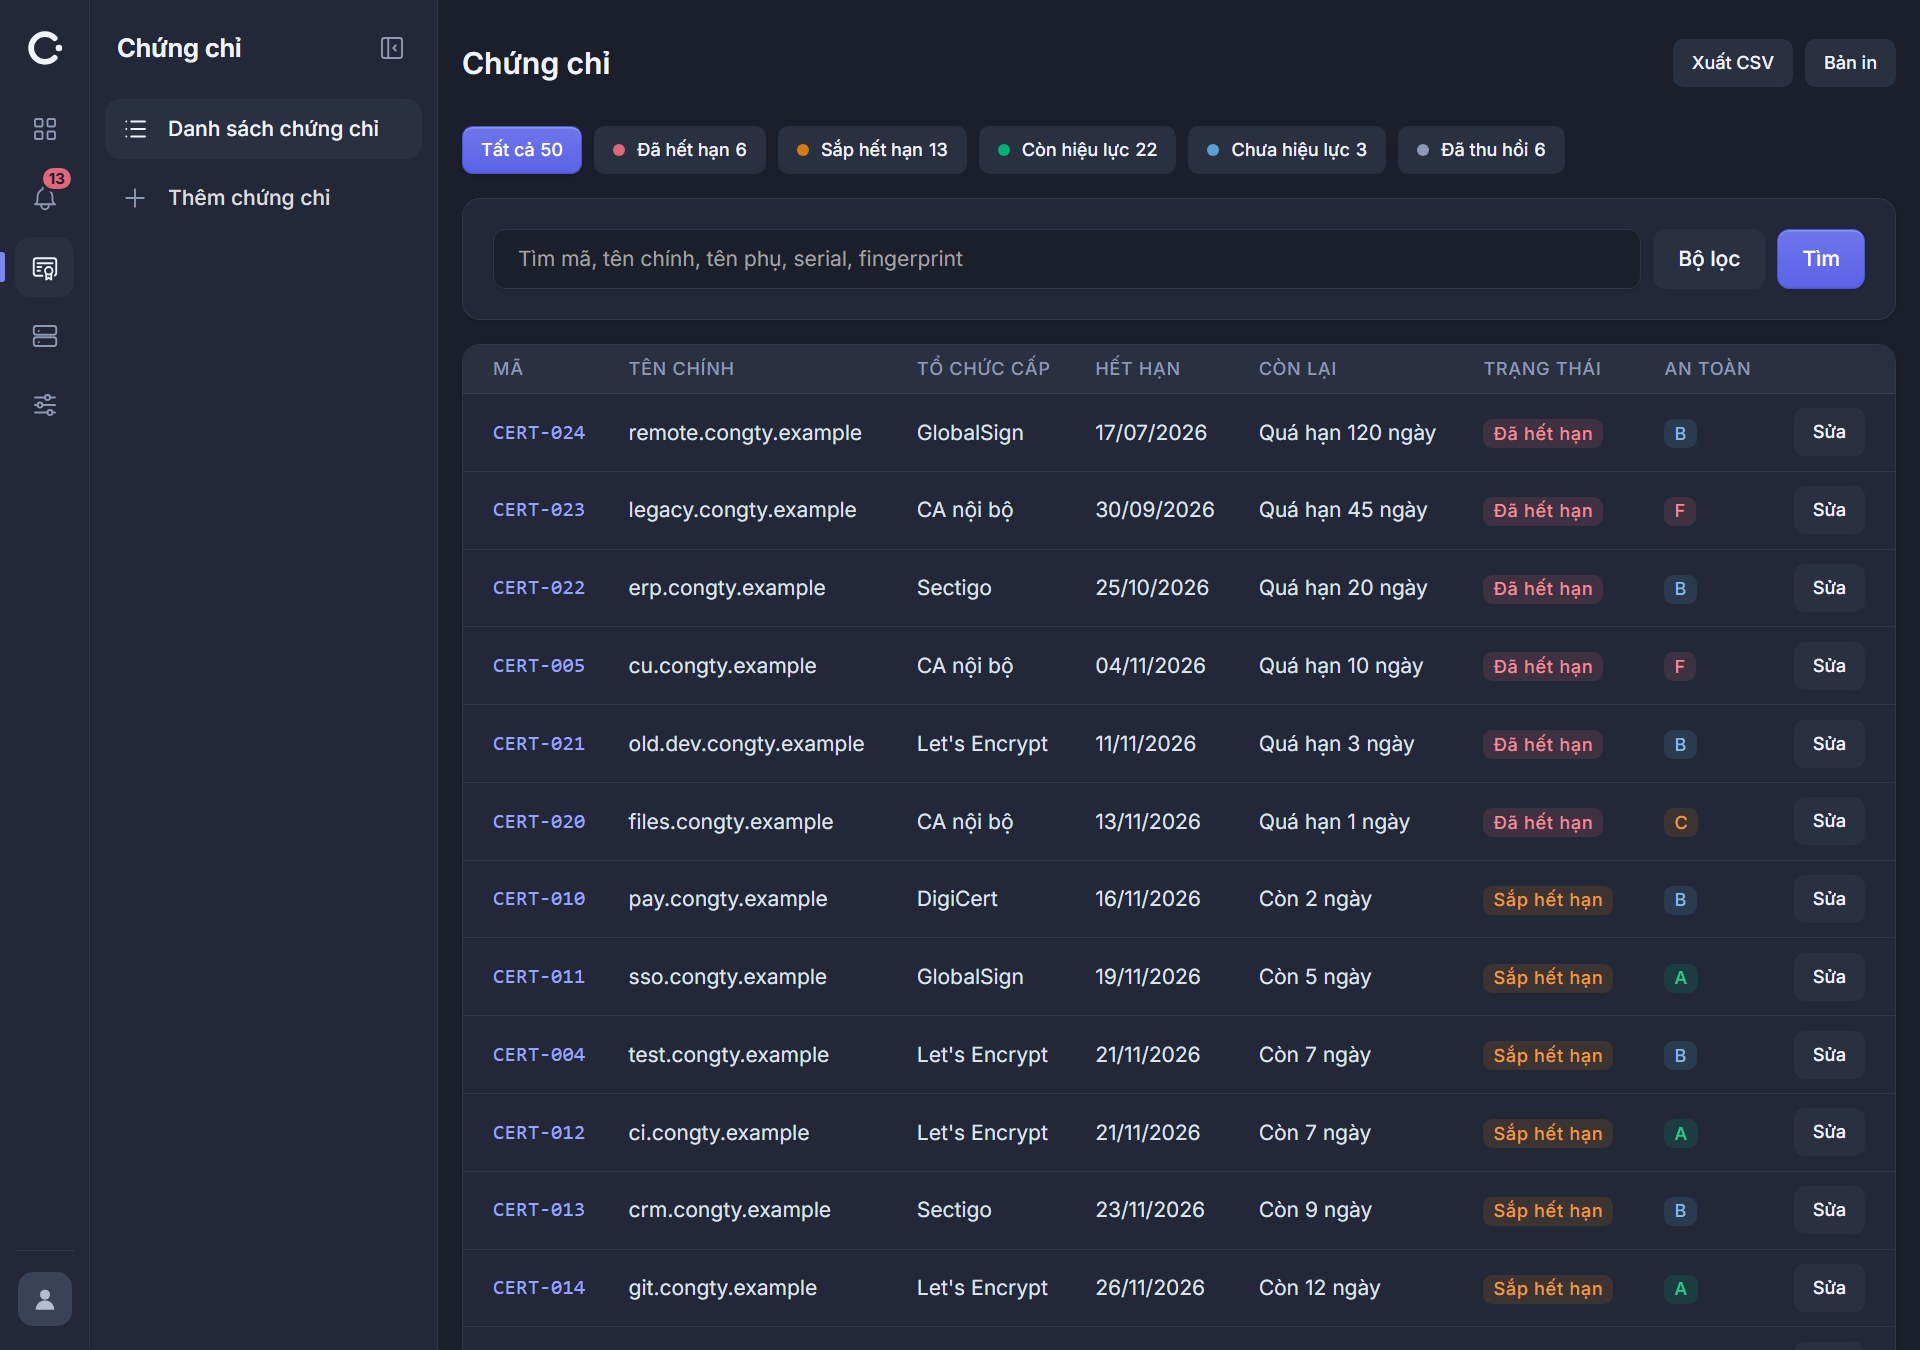 Chứng chỉ
Danh sách chứng chỉ
Thêm chứng chỉ
13
Chứng chỉ
Xuất CSV
Bản in
Tất cả 50
Đã hết hạn 6
Sắp hết hạn 13
Còn hiệu lực 22
Chưa hiệu lực 3
Đã thu hồi 6
Tìm mã, tên chính, tên phụ, serial, fingerprint
Bộ lọc
Tìm
MÃ TÊN CHÍNH TỔ CHỨC CẤP HẾT HẠN CÒN LẠI TRẠNG THÁI AN TOÀN
CERT-024 remote.congty.example GlobalSign 17/07/2026 Quá hạn 120 ngày Đã hết hạn B Sửa
CERT-023 legacy.congty.example CA nội bộ 30/09/2026 Quá hạn 45 ngày Đã hết hạn F Sửa
CERT-022 erp.congty.example Sectigo 25/10/2026 Quá hạn 20 ngày Đã hết hạn B Sửa
CERT-005 cu.congty.example CA nội bộ 04/11/2026 Quá hạn 10 ngày Đã hết hạn F Sửa
CERT-021 old.dev.congty.example Let's Encrypt 11/11/2026 Quá hạn 3 ngày Đã hết hạn B Sửa
CERT-020 files.congty.example CA nội bộ 13/11/2026 Quá hạn 1 ngày Đã hết hạn C Sửa
CERT-010 pay.congty.example DigiCert 16/11/2026 Còn 2 ngày Sắp hết hạn B Sửa
CERT-011 sso.congty.example GlobalSign 19/11/2026 Còn 5 ngày Sắp hết hạn A Sửa
CERT-004 test.congty.example Let's Encrypt 21/11/2026 Còn 7 ngày Sắp hết hạn B Sửa
CERT-012 ci.congty.example Let's Encrypt 21/11/2026 Còn 7 ngày Sắp hết hạn A Sửa
CERT-013 crm.congty.example Sectigo 23/11/2026 Còn 9 ngày Sắp hết hạn B Sửa
CERT-014 git.congty.example Let's Encrypt 26/11/2026 Còn 12 ngày Sắp hết hạn A Sửa